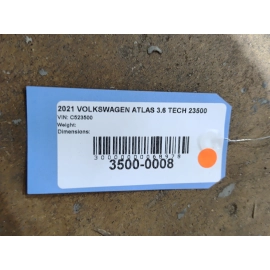 2021 VOLKSWAGEN ATLAS 3.6 TECH 23500
VIN: C523500
Weight:
Dimensions:
3500-0008